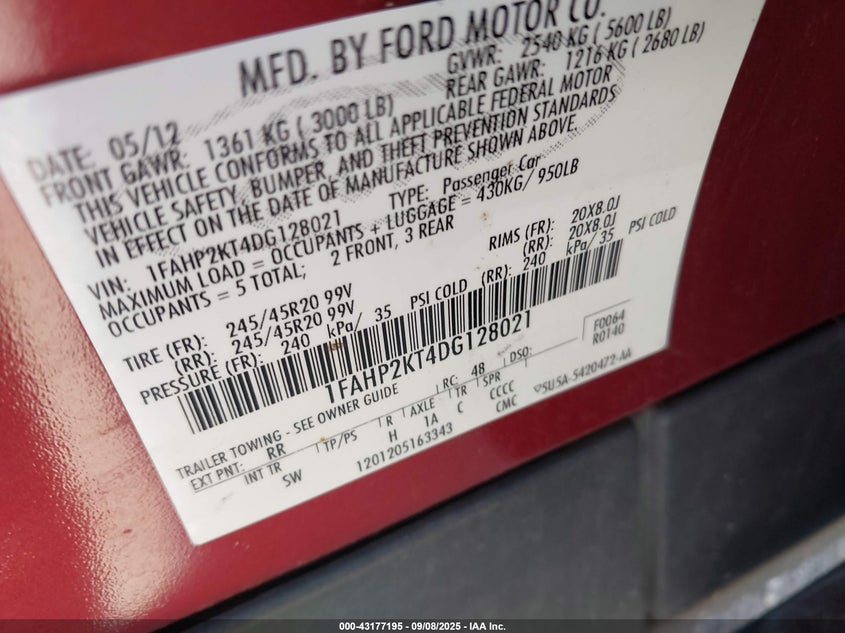 MFD. BY FORD MOTOR CO.
DATE: 05/12 GVWR: 2540 KG ( 5600 LB)
FRONT GAWR: 1361 KG ( 3000 LB) REAR GAWR: 1216 KG ( 2680 LB)
THIS VEHICLE CONFORMS TO ALL APPLICABLE FEDERAL MOTOR
VEHICLE SAFETY, BUMPER, AND THEFT PREVENTION STANDARDS
IN EFFECT ON THE DATE OF MANUFACTURE SHOWN ABOVE.
VIN: 1FAHP2KT4DG128021 TYPE: Passenger Car
MAXIMUM LOAD = OCCUPANTS + LUGGAGE = 430KG/ 950LB
OCCUPANTS = 5 TOTAL; 2 FRONT, 3 REAR
TIRE (FR): 245/45R20 99V RIMS (FR): 20X8.0J
(RR): 245/45R20 99V (RR): 20X8.0J
PRESSURE (FR): 240 kPa/ 35 PSI COLD (RR): 240 kPa/ 35 PSI COLD
1FAHP2KT4DG128021
F0064
R0140
TRAILER TOWING - SEE OWNER GUIDE
EXT PNT: RR RC: 48 DSO:
INT TR TP/PS R AXLE TR SPR
SW H 1A C CCCC
CMC
1201205163343
5U5A-5420472-AA
000-43177195 - 09/08/2025 - IAA Inc.